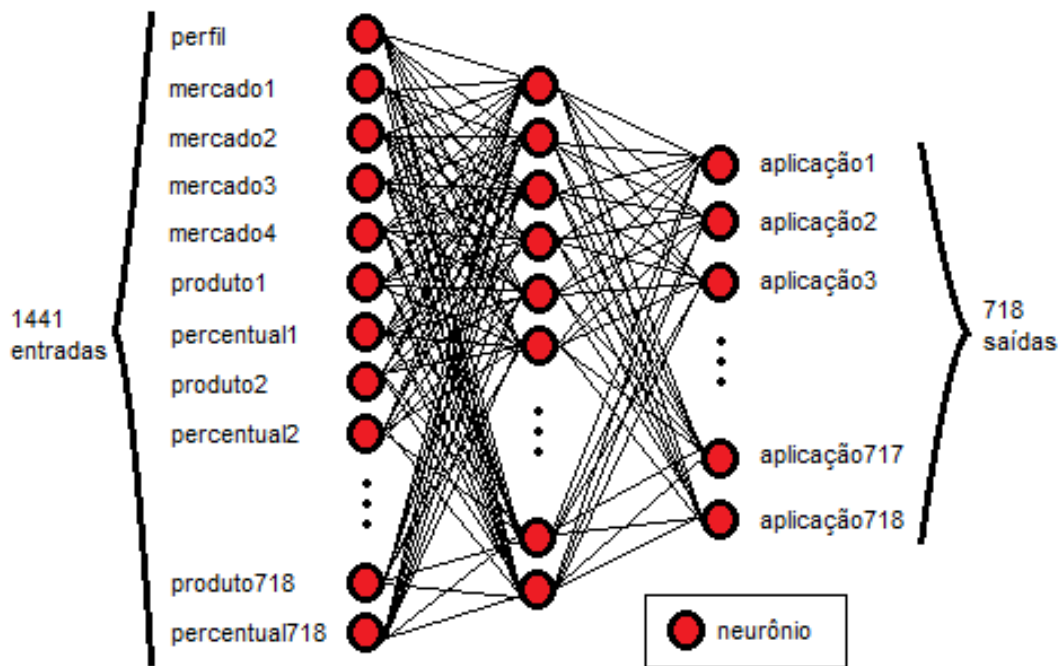 perfil
mercado1
mercado2
mercado3
mercado4
produto1
percentual1
produto2
percentual2
produto718
percentual718
1441
entradas
aplicação1
aplicação2
aplicação3
aplicação717
aplicação718
718
saídas
neurônio